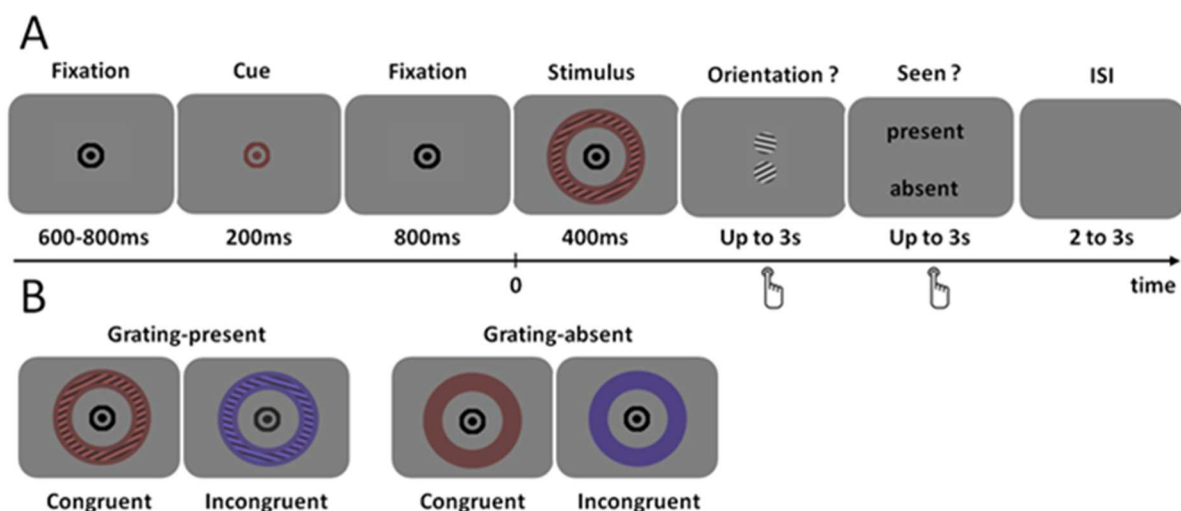 A
Fixation Cue Fixation Stimulus Orientation ? Seen ? ISI
present
absent
600-800ms 200ms 800ms 400ms Up to 3s Up to 3s 2 to 3s
0 time
B
Grating-present Grating-absent
Congruent Incongruent Congruent Incongruent